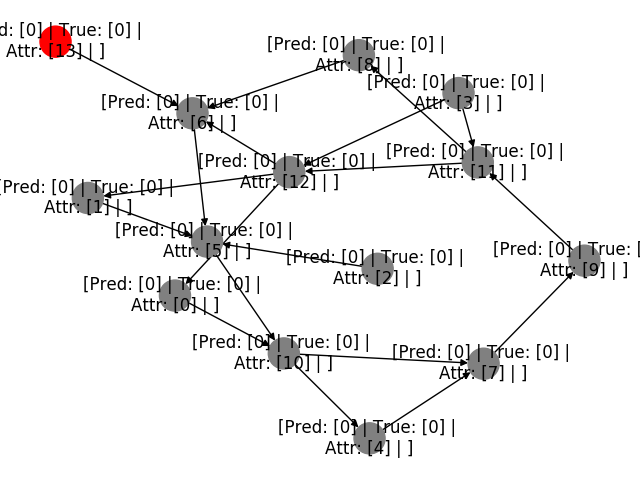 d: [0] | True: [0] |
Attr: [13] | ]
[Pred: [0] | True: [0] |
Attr: [8] | ]
[Pred: [0] | True: [0] |
Attr: [3] | ]
[Pred: [0] | True: [0] |
Attr: [6] | ]
[Pred: [0] | True: [0] |
Attr: [12] | ]
[Pred: [0] | True: [0] |
Attr: [11] | ]
[Pred: [0] | True: [0] |
Attr: [1] | ]
[Pred: [0] | True: [0] |
Attr: [5] | ]
[Pred: [0] | True: [0] |
Attr: [2] | ]
[Pred: [0] | True: [
Attr: [9] | ]
[Pred: [0] | True: [0] |
Attr: [0] | ]
[Pred: [0] | True: [0] |
Attr: [10] | ]
[Pred: [0] | True: [0] |
Attr: [7] | ]
[Pred: [0] | True: [0] |
Attr: [4] | ]